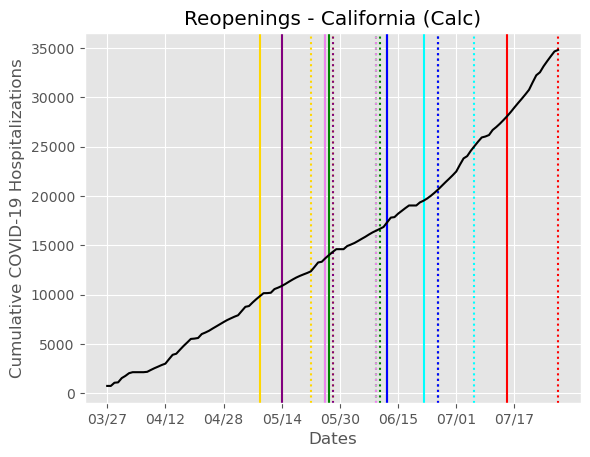 Reopenings - California (Calc)
Cumulative COVID-19 Hospitalizations
35000
30000
25000
20000
15000
10000
5000
0
03/27 04/12 04/28 05/14 05/30 06/15 07/01 07/17
Dates